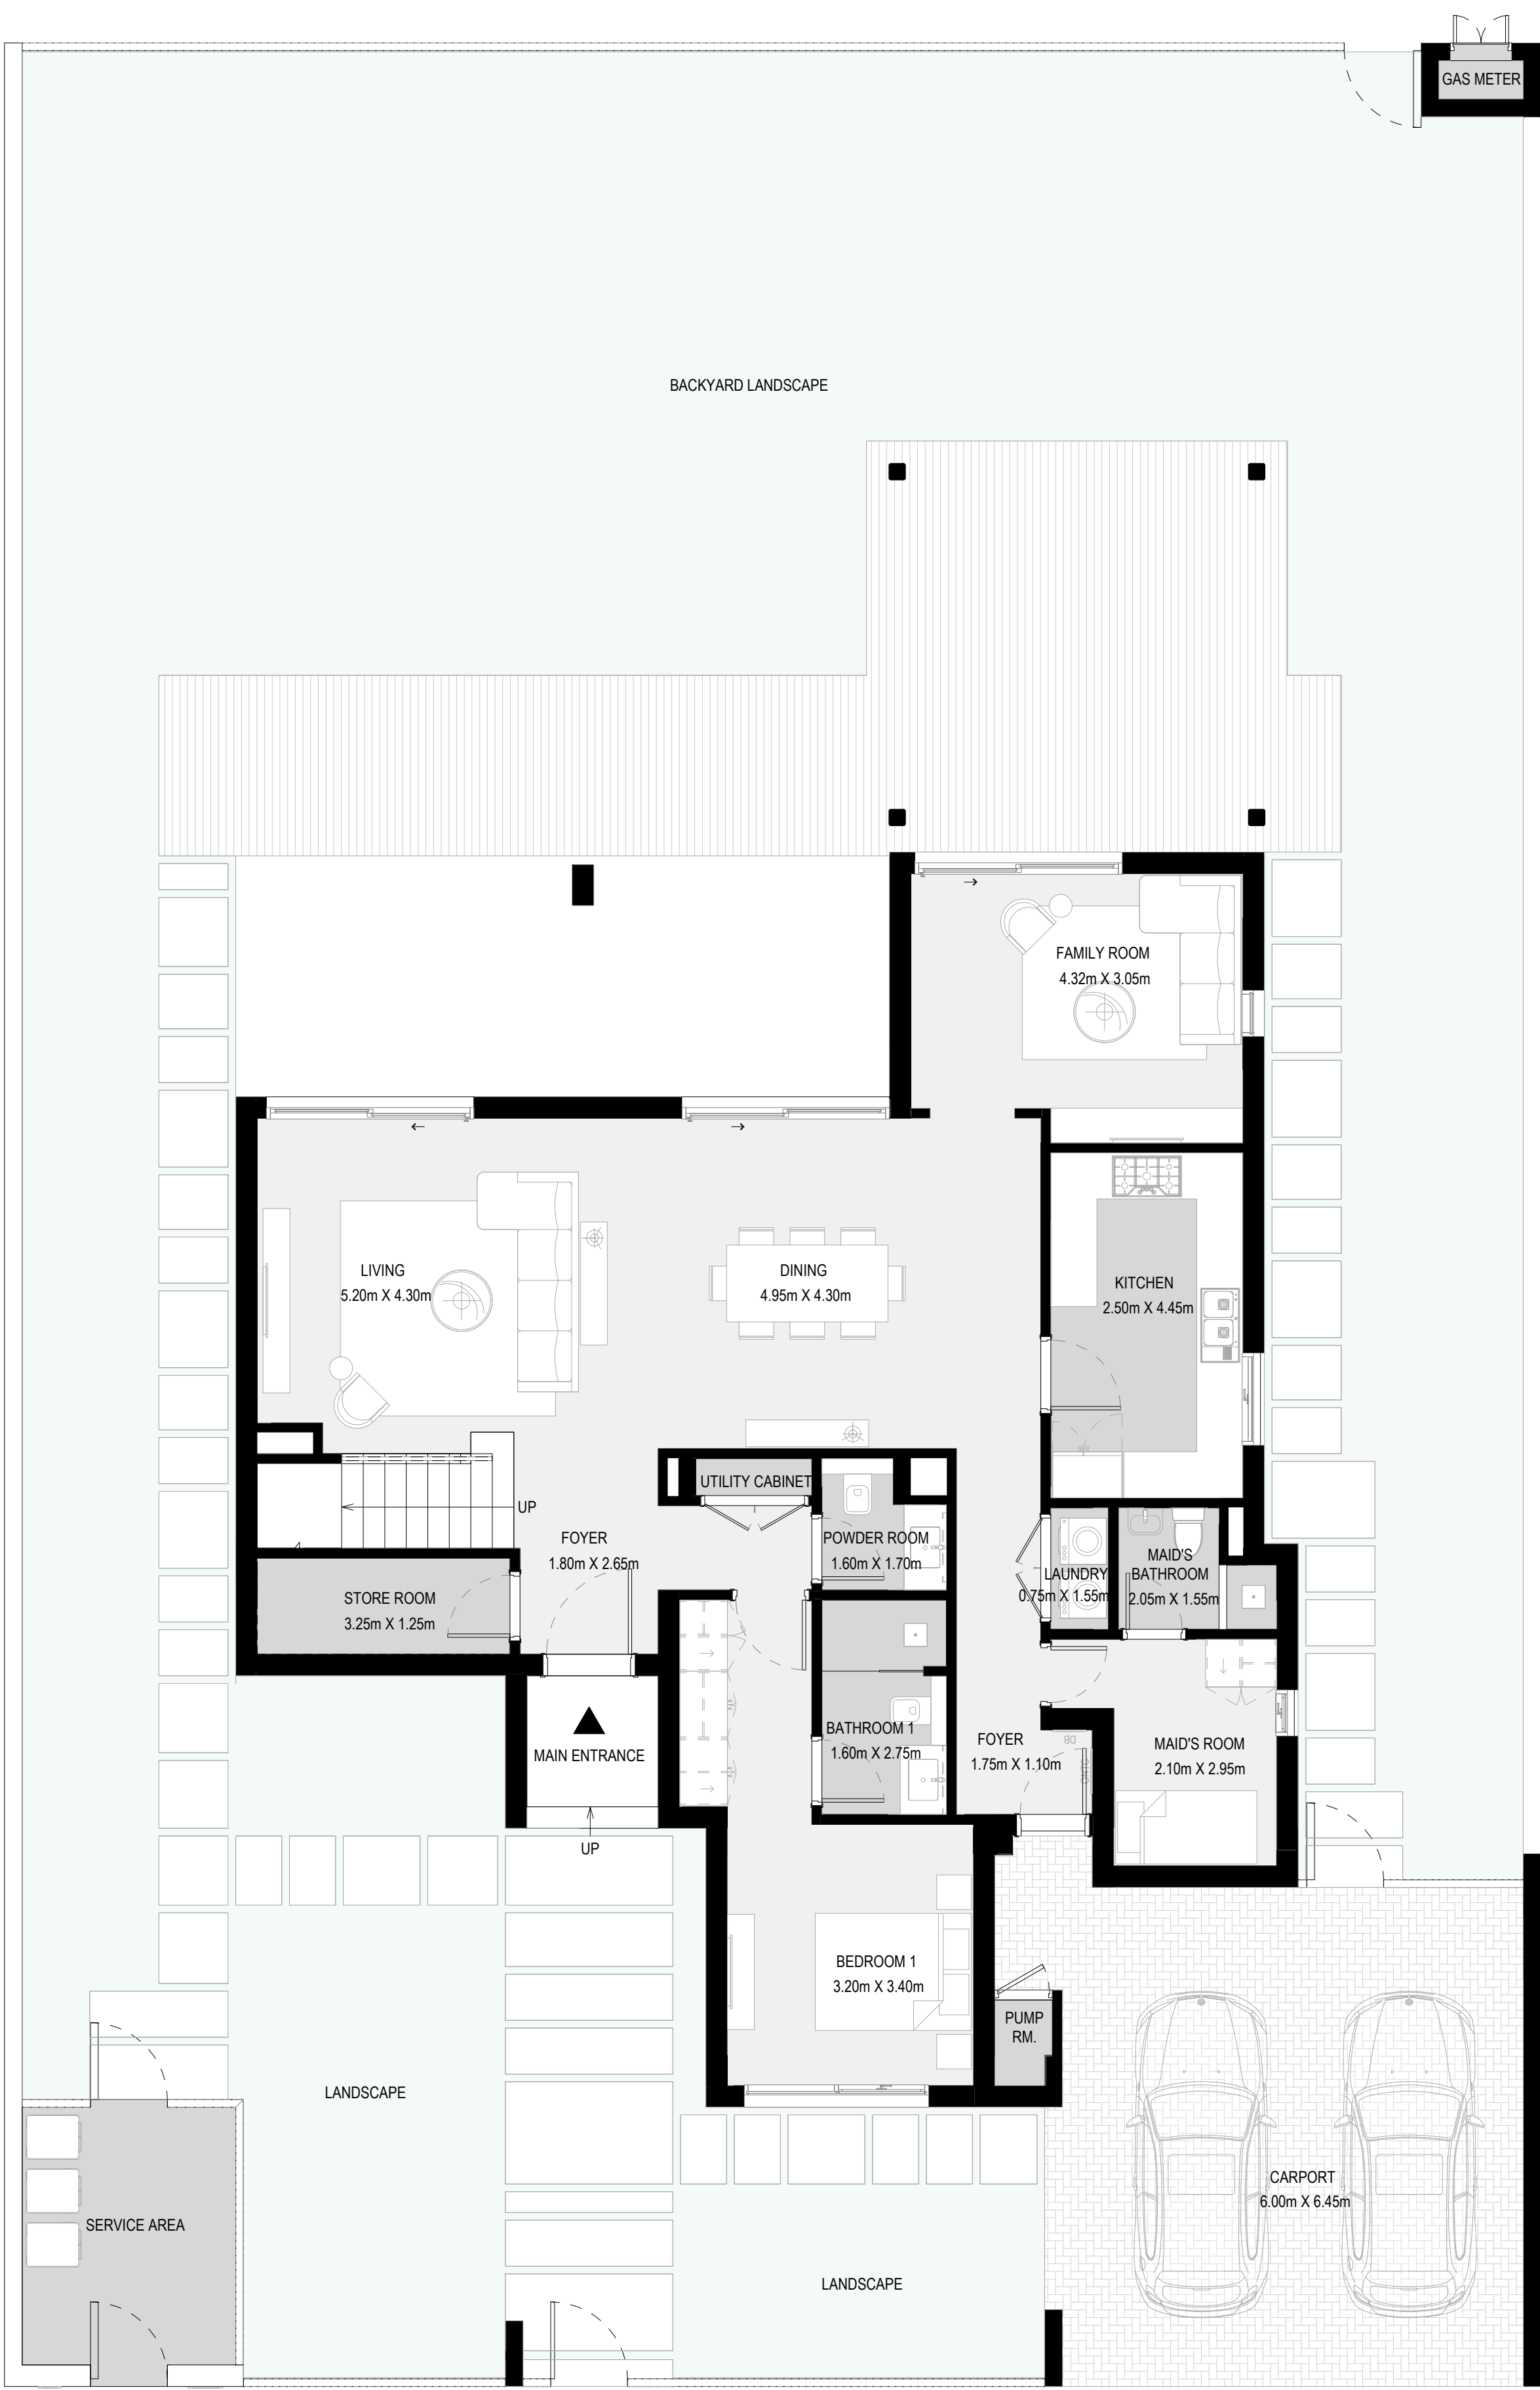 GAS METER
BACKYARD LANDSCAPE
FAMILY ROOM
4.32m X 3.05m
LIVING
5.20m X 4.30m
DINING
4.95m X 4.30m
KITCHEN
2.50m X 4.45m
UTILITY CABINET
UP
FOYER
1.80m X 2.65m
POWDER ROOM
1.60m X 1.70m
LAUNDRY
0.75m X 1.55m
MAID'S
BATHROOM
2.05m X 1.55m
STORE ROOM
3.25m X 1.25m
BATHROOM 1
1.60m X 2.75m
FOYER
1.75m X 1.10m
DB
ONTC
MAID'S ROOM
2.10m X 2.95m
MAIN ENTRANCE
UP
BEDROOM 1
3.20m X 3.40m
PUMP
RM.
LANDSCAPE
CARPORT
6.00m X 6.45m
SERVICE AREA
LANDSCAPE